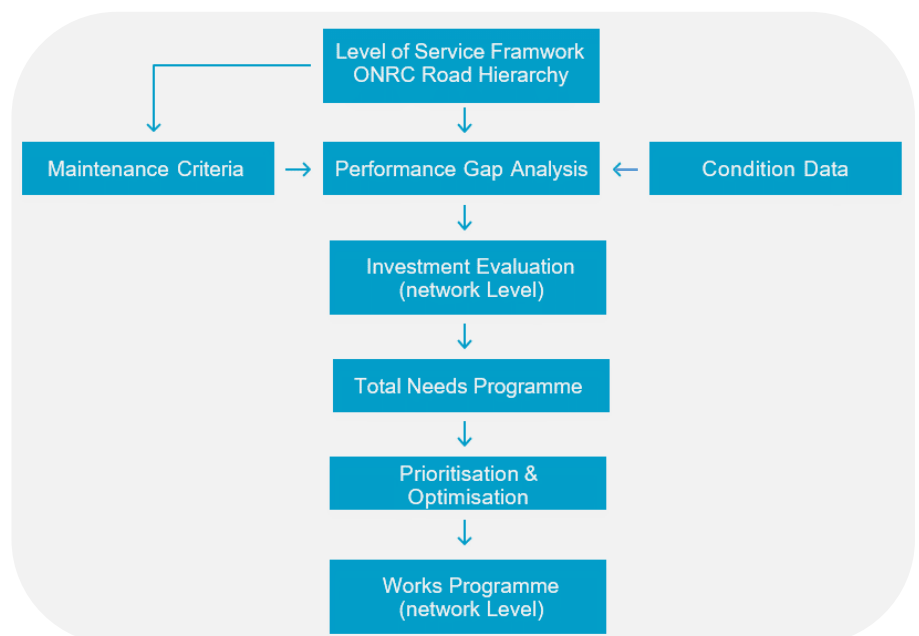 Level of Service Framwork
ONRC Road Hierarchy
Maintenance Criteria
Performance Gap Analysis
Condition Data
Investment Evaluation
(network Level)
Total Needs Programme
Prioritisation &
Optimisation
Works Programme
(network Level)